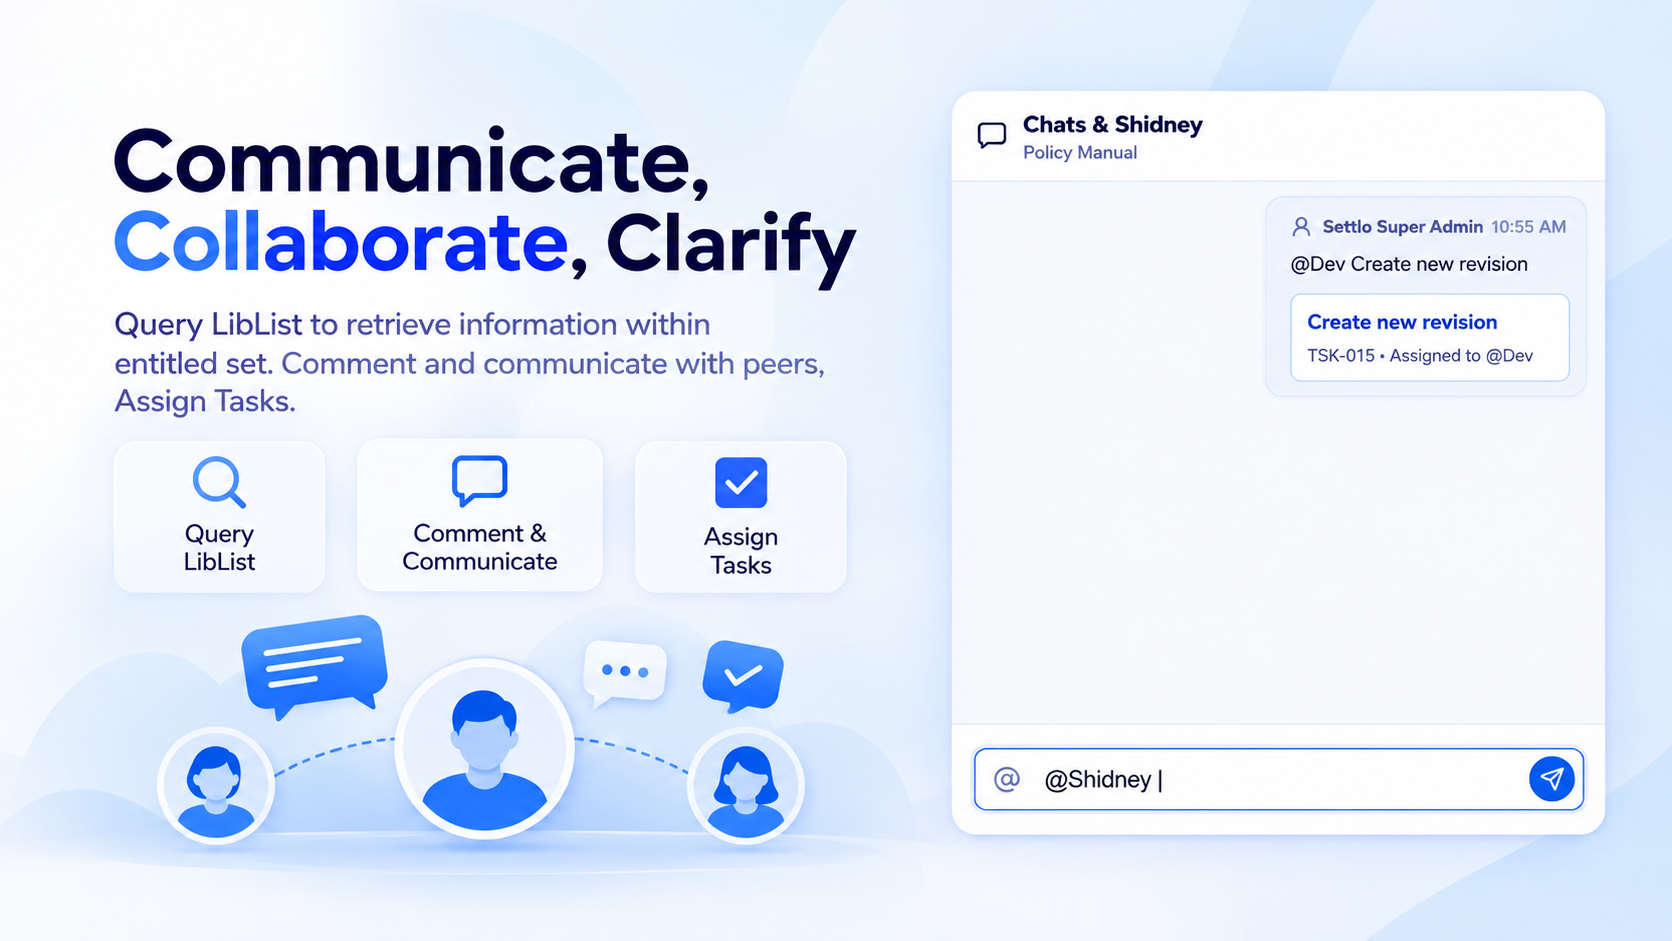 Communicate,
Collaborate, Clarify
Query LibList to retrieve information within
entitled set. Comment and communicate with peers,
Assign Tasks.
Query
LibList
Comment &
Communicate
Assign
Tasks
Chats & Shidney
Policy Manual
Settlo Super Admin 10:55 AM
@Dev Create new revision
Create new revision
TSK-015 • Assigned to @Dev
@ @Shidney |